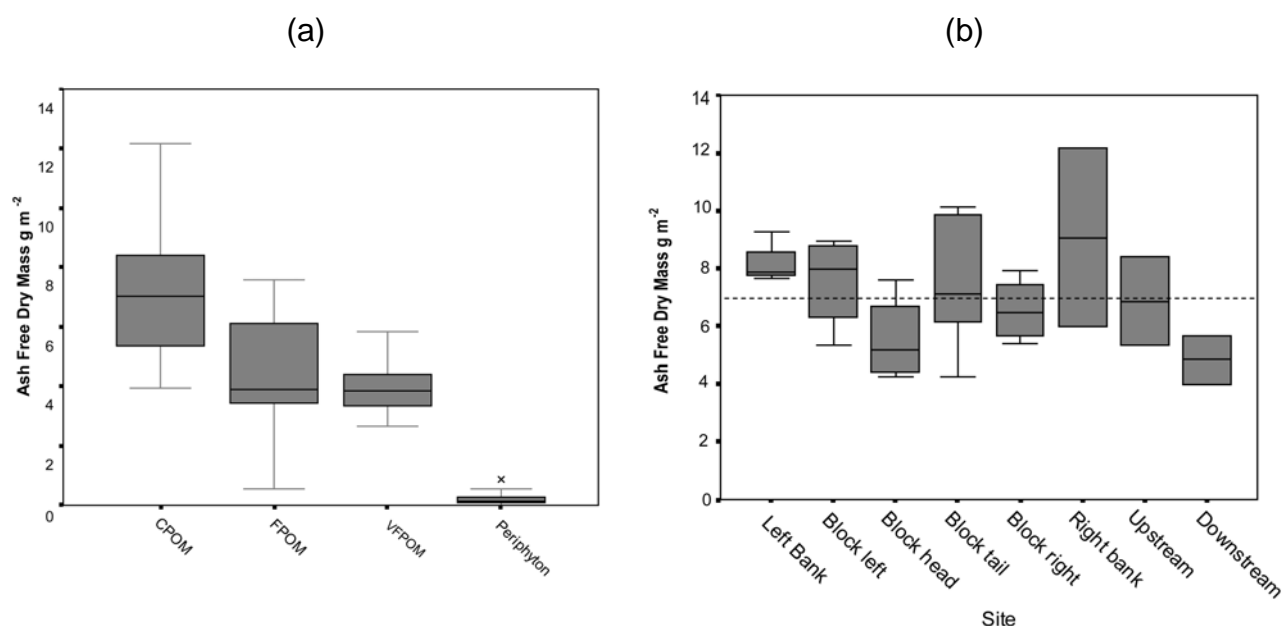 (a)
(b)
Ash Free Dry Mass g m -2
14
12
10
8
6
4
2
0
CPOM
FPOM
VFPOM
Periphyton
Ash Free Dry Mass g m -2
14
12
10
8
6
4
2
0
Left Bank
Block left
Block head
Block tail
Block right
Right bank
Upstream
Downstream
Site